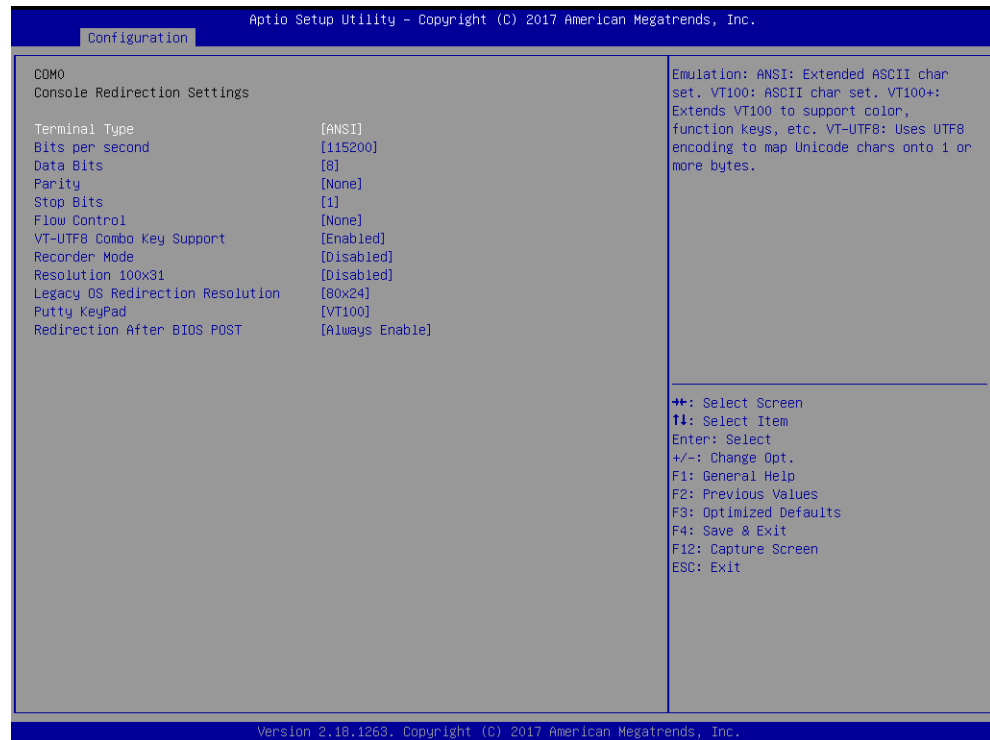 Aptio Setup Utility – Copyright (C) 2017 American Megatrends, Inc.
Configuration
COM0
Console Redirection Settings
Terminal Type [ANSI]
Bits per second [115200]
Data Bits [8]
Parity [None]
Stop Bits [1]
Flow Control [None]
VT-UTF8 Combo Key Support [Enabled]
Recorder Mode [Disabled]
Resolution 100x31 [Disabled]
Legacy OS Redirection Resolution [80x24]
Putty KeyPad [VT100]
Redirection After BIOS POST [Always Enable]
Emulation: ANSI: Extended ASCII char
set. VT100: ASCII char set. VT100+:
Extends VT100 to support color,
function keys, etc. VT-UTF8: Uses UTF8
encoding to map Unicode chars onto 1 or
more bytes.
→←: Select Screen
↑↓: Select Item
Enter: Select
+/-: Change Opt.
F1: General Help
F2: Previous Values
F3: Optimized Defaults
F4: Save & Exit
F12: Capture Screen
ESC: Exit
Version 2.18.1263. Copyright (C) 2017 American Megatrends, Inc.